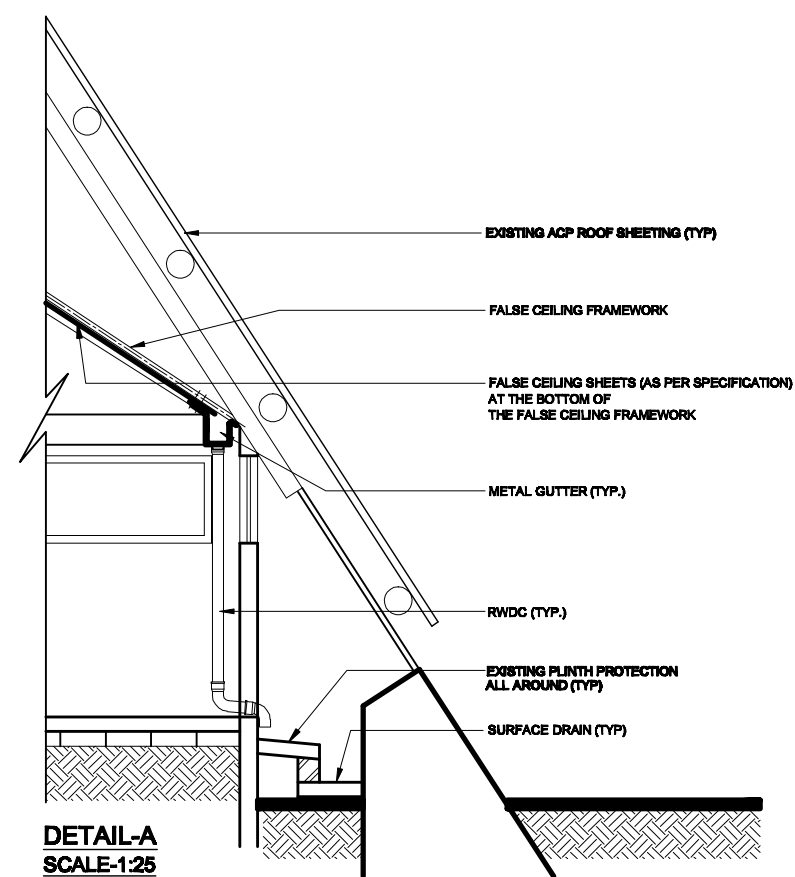 EXISTING ACP ROOF SHEETING (TYP)
FALSE CEILING FRAMEWORK
FALSE CEILING SHEETS (AS PER SPECIFICATION)
AT THE BOTTOM OF
THE FALSE CEILING FRAMEWORK
METAL GUTTER (TYP.)
RWDC (TYP.)
EXISTING PLINTH PROTECTION
ALL AROUND (TYP)
SURFACE DRAIN (TYP)
DETAIL-A
SCALE-1:25